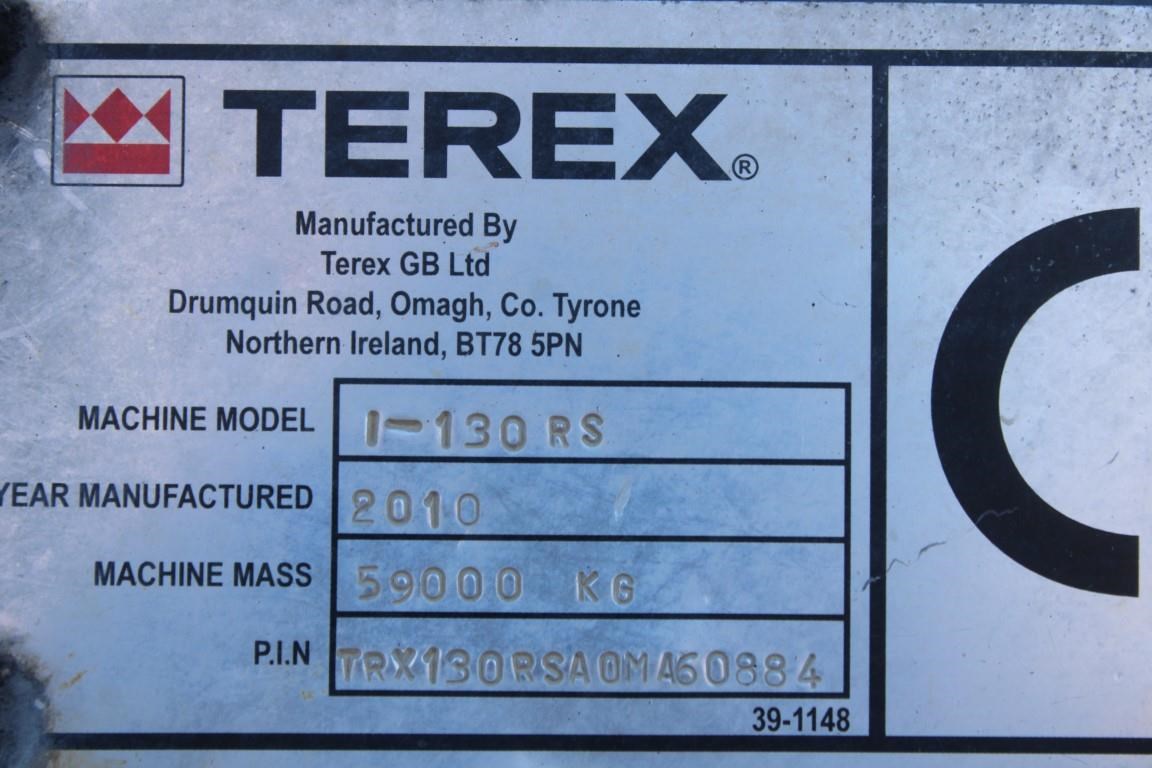 TEREX®
Manufactured By
Terex GB Ltd
Drumquin Road, Omagh, Co. Tyrone
Northern Ireland, BT78 5PN
MACHINE MODEL I-130 RS
YEAR MANUFACTURED 2010
MACHINE MASS 59000 KG
P.I.N TRX130RSA0MA60884
39-1148
C